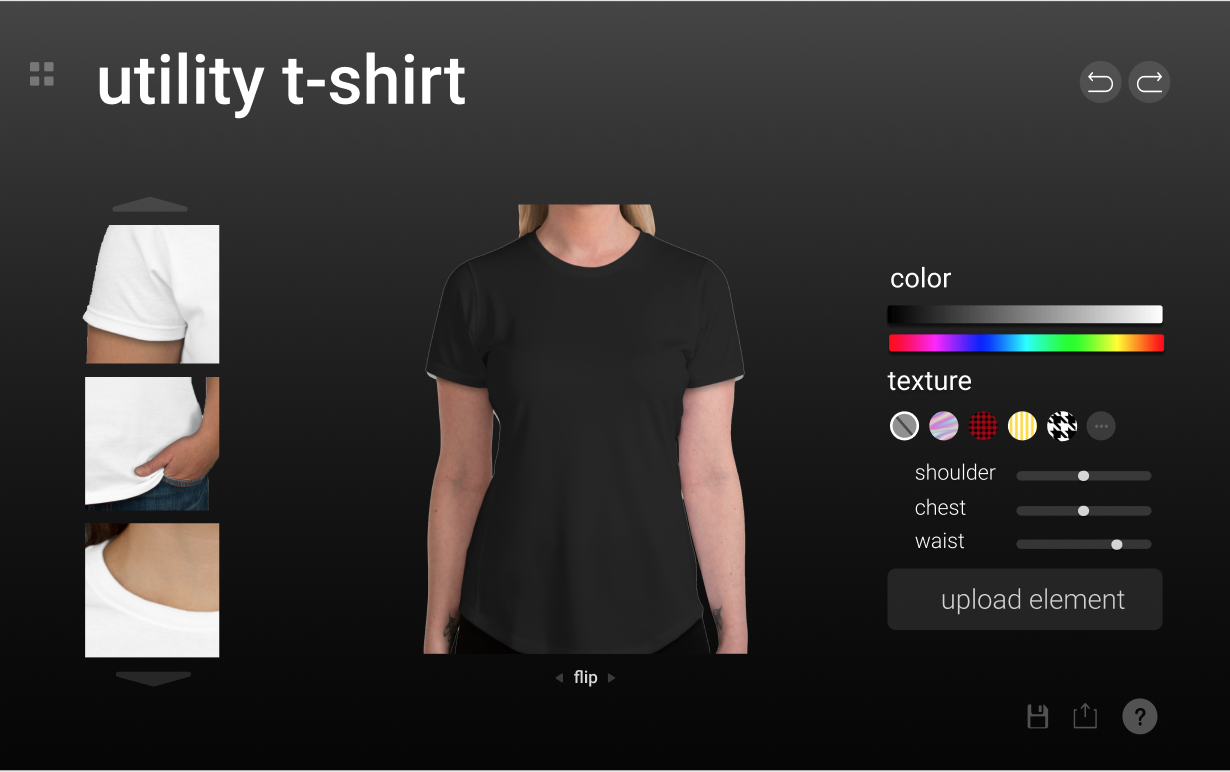 utility t-shirt
color
texture
shoulder
chest
waist
upload element
flip
?